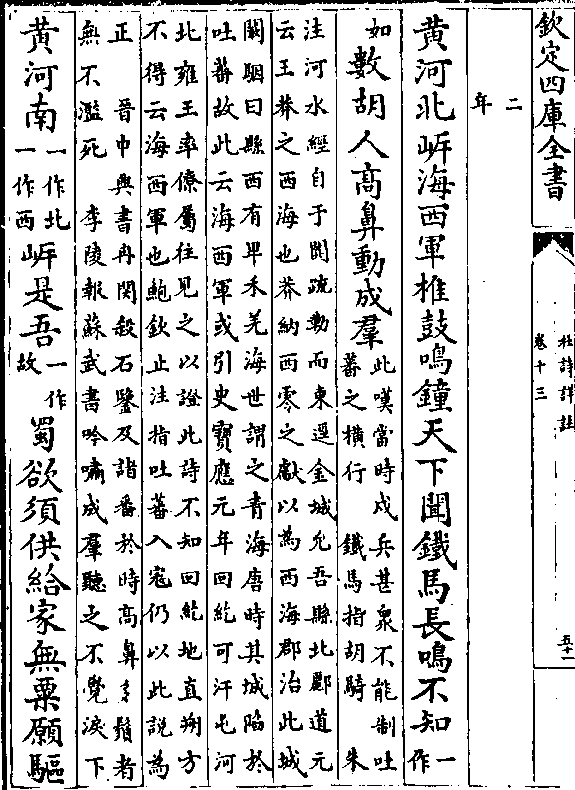 欽定四庫全書
杜詩詳註
卷十三
五十一
二
年
黄河北㟁海西軍椎鼓鳴鐘天下聞鐵馬長鳴不知一作
如數胡人髙鼻動成羣此嘆當時戍兵甚衆不能制吐
蕃之橫行 鐵馬指胡騎 朱
注河水經自于闐疏勒而東逕金城允吾縣北酈道元
云王莽之西海也莽納西零之獻以為西海郡治此城
闞駰曰縣西有卑禾羌海世謂之青海唐時其城陷於
吐蕃故此云海西軍或引史寶應元年回紇可汗屯河
北雍王率僚屬往見之以證此詩不知回紇地直朔方
不得云海西軍也鮑欽止注指吐蕃入寇仍以此說為
正 晉中興書冉閔殺石鑒及諸番於時高鼻多鬚者
無不濫死 李陵報蘇武書吟嘯成羣聽之不覺淚下
黄河南一作北一作西㟁是吾一作故蜀欲須供給家無粟願驅